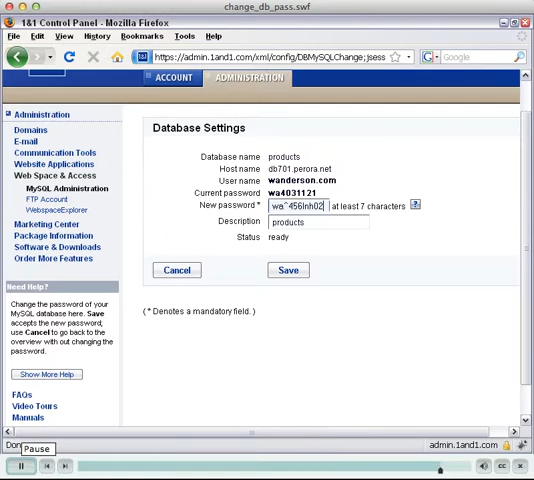 change_db_pass.swf
1&1 Control Panel - Mozilla Firefox
File Edit View History Bookmarks Tools Help
https://admin.1and1.com/xml/config/DBMySQLChange;jsess
Google
ACCOUNT ADMINISTRATION
Administration
Domains
E-mail
Communication Tools
Website Applications
Web Space & Access
MySQL Administration
FTP Account
WebspaceExplorer
Marketing Center
Package Information
Software & Downloads
Order More Features
Need Help?
Change the password of your
MySQL database here. Save
accepts the new password;
use Cancel to go back to the
overview with out changing the
password.
Show More Help
FAQs
Video Tours
Manuals
Database Settings
Database name products
Host name db701.perora.net
User name wanderson.com
Current password wa4031121
New password * at least 7 characters ?
Description products
Status ready
Cancel Save
( * Denotes a mandatory field. )
Don
admin.1and1.com
Pause
CC